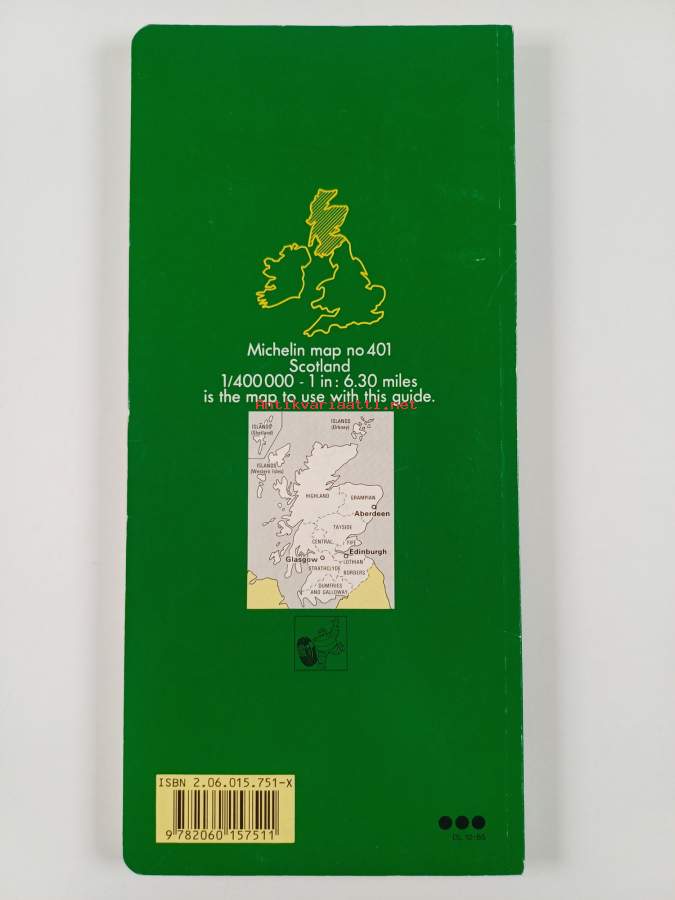 Michelin map no 401
Scotland
1/400 000 - 1 in : 6.30 miles
is the map to use with this guide.
Antikvariaatti.net
ISLANDS
(Shetland)
ISLANDS
(Orkney)
ISLANDS
(Western Isles)
HIGHLAND
GRAMPIAN
Aberdeen
TAYSIDE
CENTRAL
FIFE
Edinburgh
Glasgow
LOTHIAN
STRATHCLYDE
BORDERS
DUMFRIES
AND GALLOWAY
ISBN 2.06.015.751-X
9 782060 157511